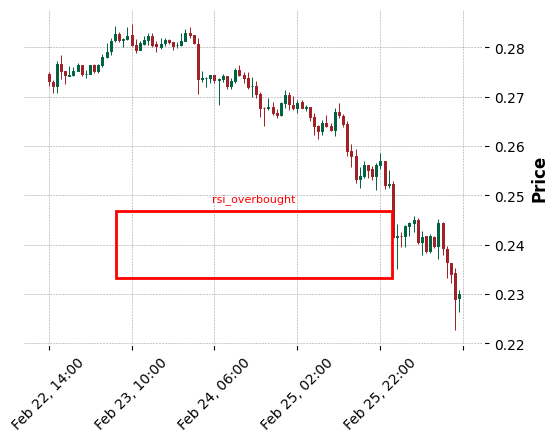 0.28
0.27
0.26
0.25
0.24
0.23
0.22
Price
rsi_overbought
Feb 22, 14:00
Feb 23, 10:00
Feb 24, 06:00
Feb 25, 02:00
Feb 25, 22:00